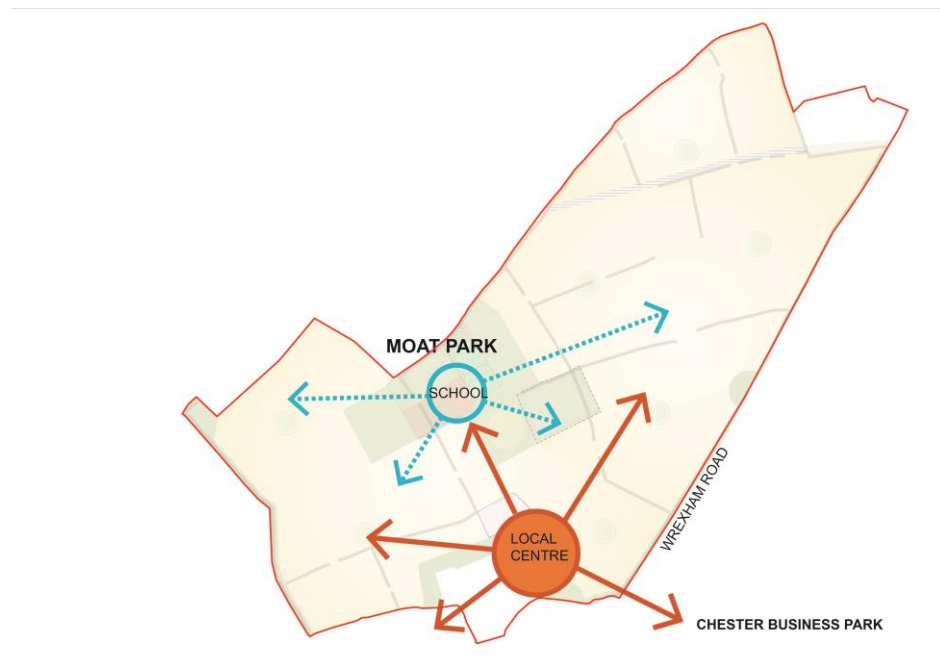 MOAT PARK
SCHOOL
WREXHAM ROAD
LOCAL
CENTRE
CHESTER BUSINESS PARK